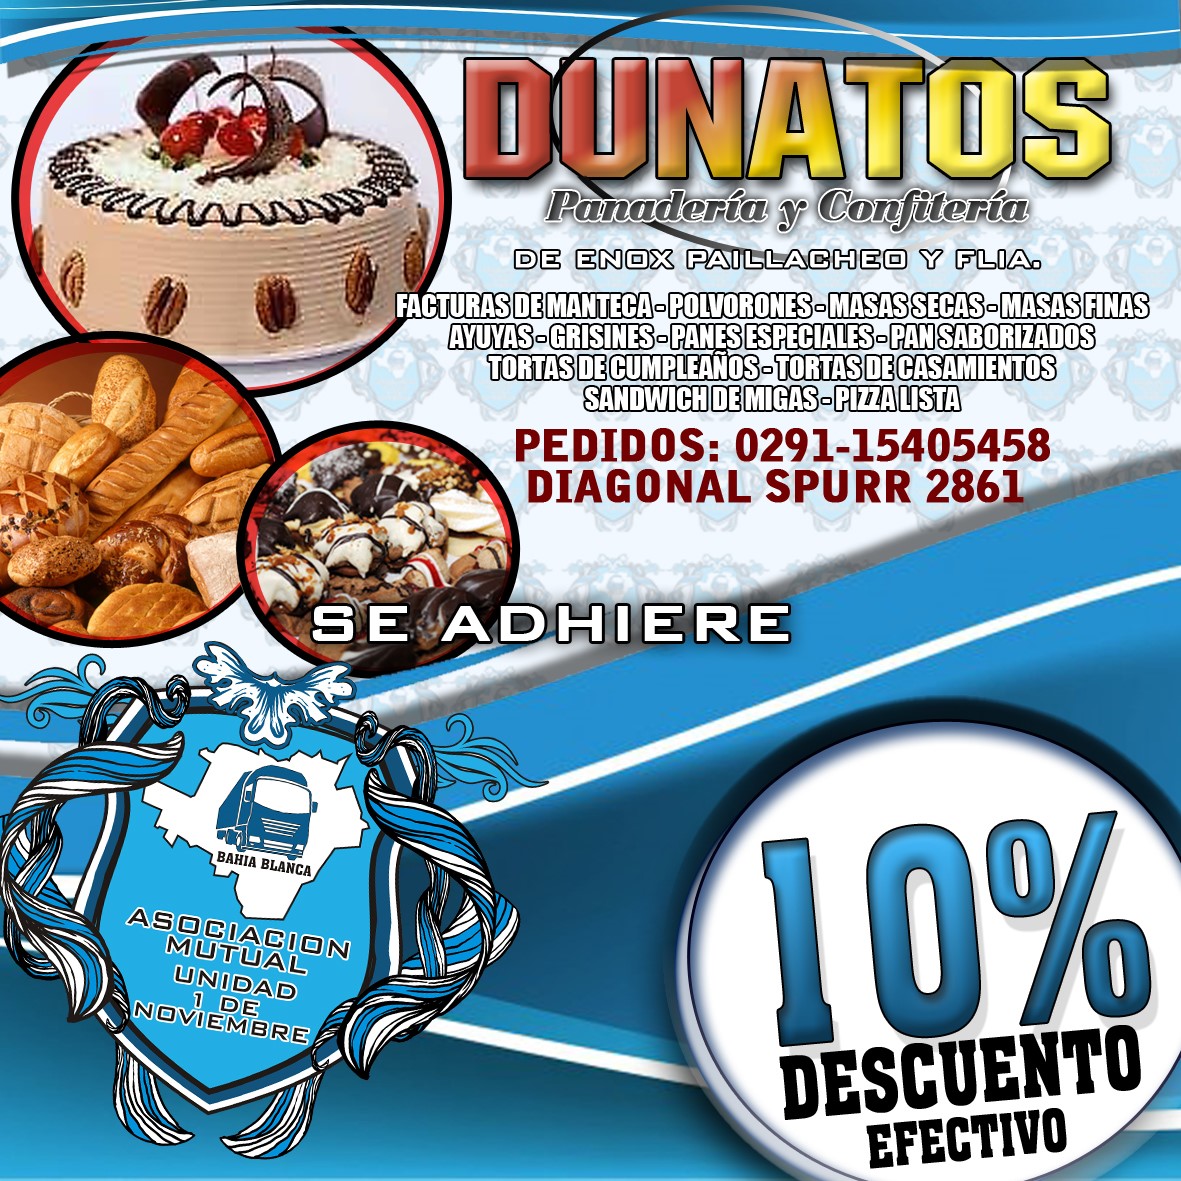 DUNATOS
Panadería y Confitería
DE ENOX PAILLACHEO Y FLIA.
FACTURAS DE MANTECA - POLVORONES - MASAS SECAS - MASAS FINAS
AYUYAS - GRISINES - PANES ESPECIALES - PAN SABORIZADOS
TORTAS DE CUMPLEAÑOS - TORTAS DE CASAMIENTOS
SANDWICH DE MIGAS - PIZZA LISTA
PEDIDOS: 0291-15405458
DIAGONAL SPURR 2861
SE ADHIERE
BAHIA BLANCA
ASOCIACION
MUTUAL
UNIDAD
1 DE
NOVIEMBRE
10%
DESCUENTO
EFECTIVO